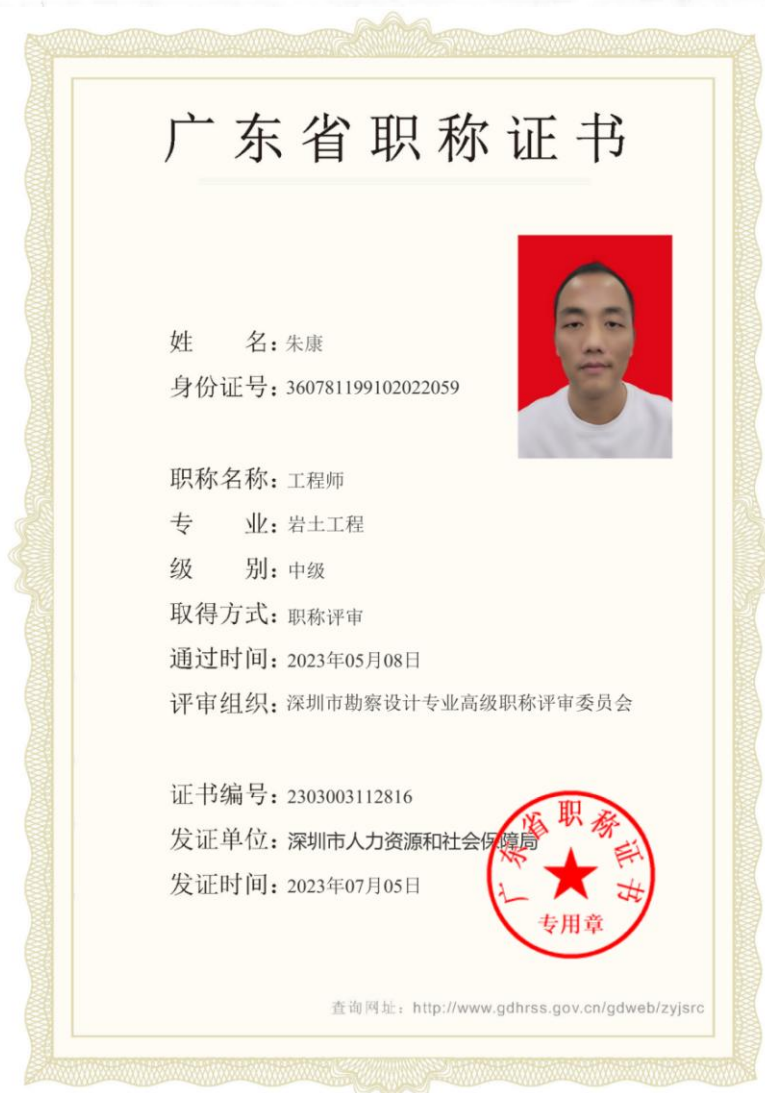 广东省职称证书
姓 名：朱康
身份证号：360781199102022059
职称名称：工程师
专 业：岩土工程
级 别：中级
取得方式：职称评审
通过时间：2023年05月08日
评审组织：深圳市勘察设计专业高级职称评审委员会
证书编号：2303003112816
发证单位：深圳市人力资源和社会保障局
发证时间：2023年07月05日
广东省职称证书
专用章
查询网址：http://www.gdhrss.gov.cn/gdweb/zyjsrc